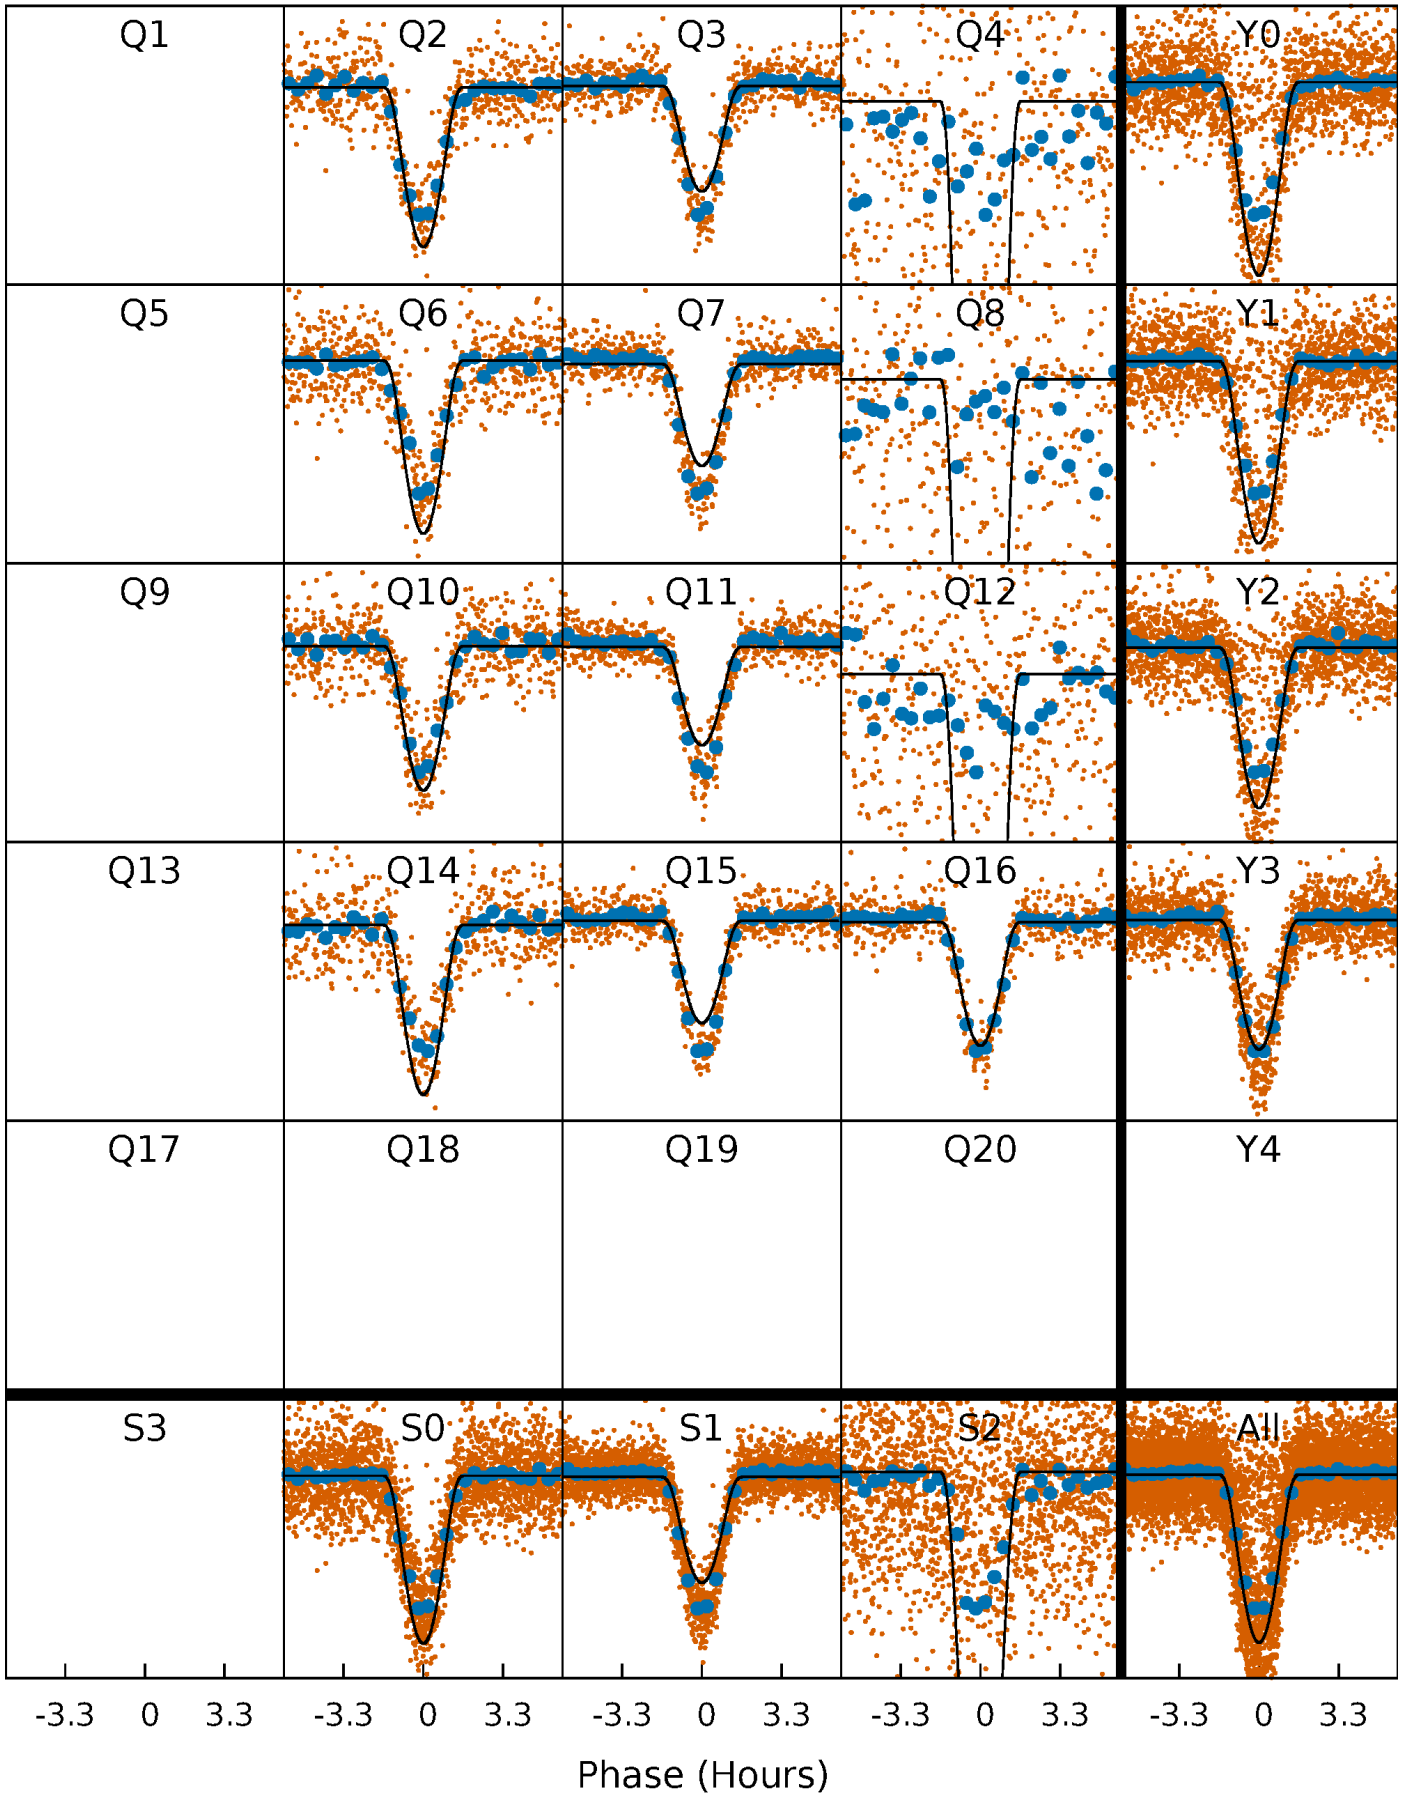 Q1 Q2 Q3 Q4 Y0
Q5 Q6 Q7 Q8 Y1
Q9 Q10 Q11 Q12 Y2
Q13 Q14 Q15 Q16 Y3
Q17 Q18 Q19 Q20 Y4
S3 S0 S1 S2 All
-3.3 0 3.3 -3.3 0 3.3 -3.3 0 3.3 -3.3 0 3.3 -3.3 0 3.3
Phase (Hours)